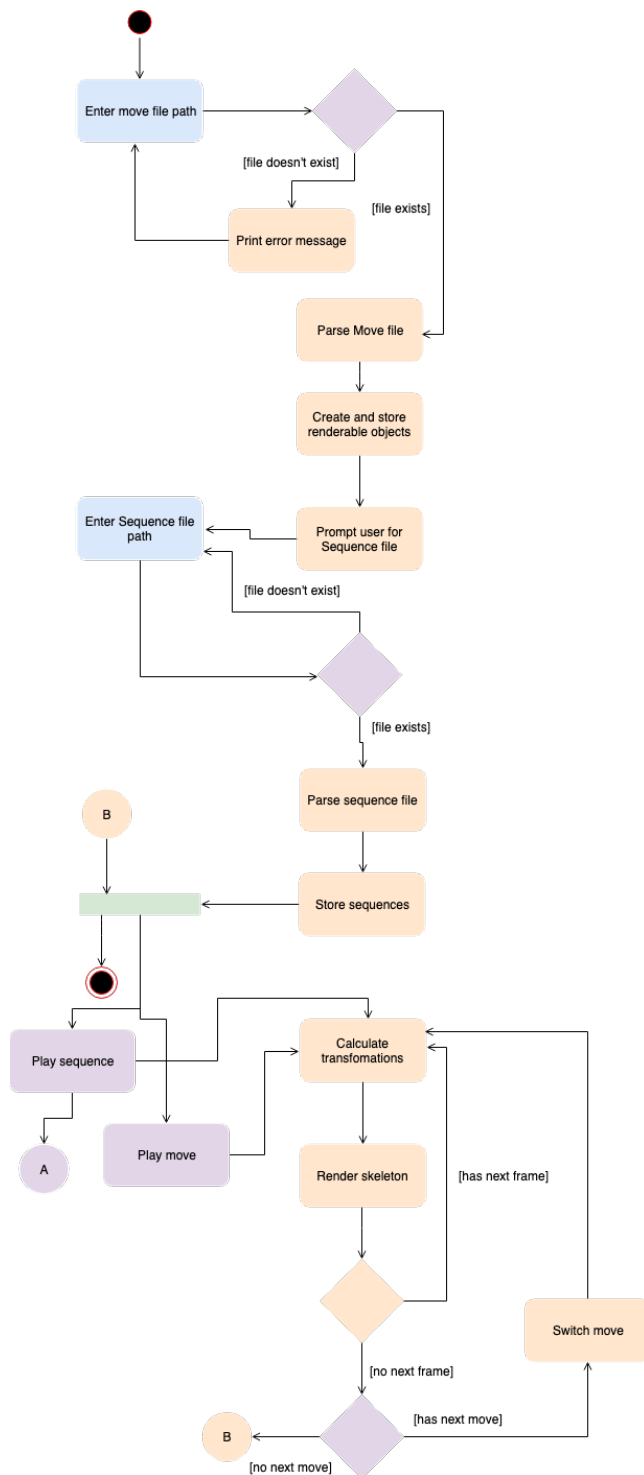 Enter move file path
[file doesn't exist]
[file exists]
Print error message
Parse Move file
Create and store
renderable objects
Enter Sequence file
path
Prompt user for
Sequence file
[file doesn't exist]
[file exists]
Parse sequence file
B
Store sequences
Play sequence
Calculate
transfomations
A
Play move
Render skeleton
[has next frame]
Switch move
[no next frame]
[has next move]
B
[no next move]